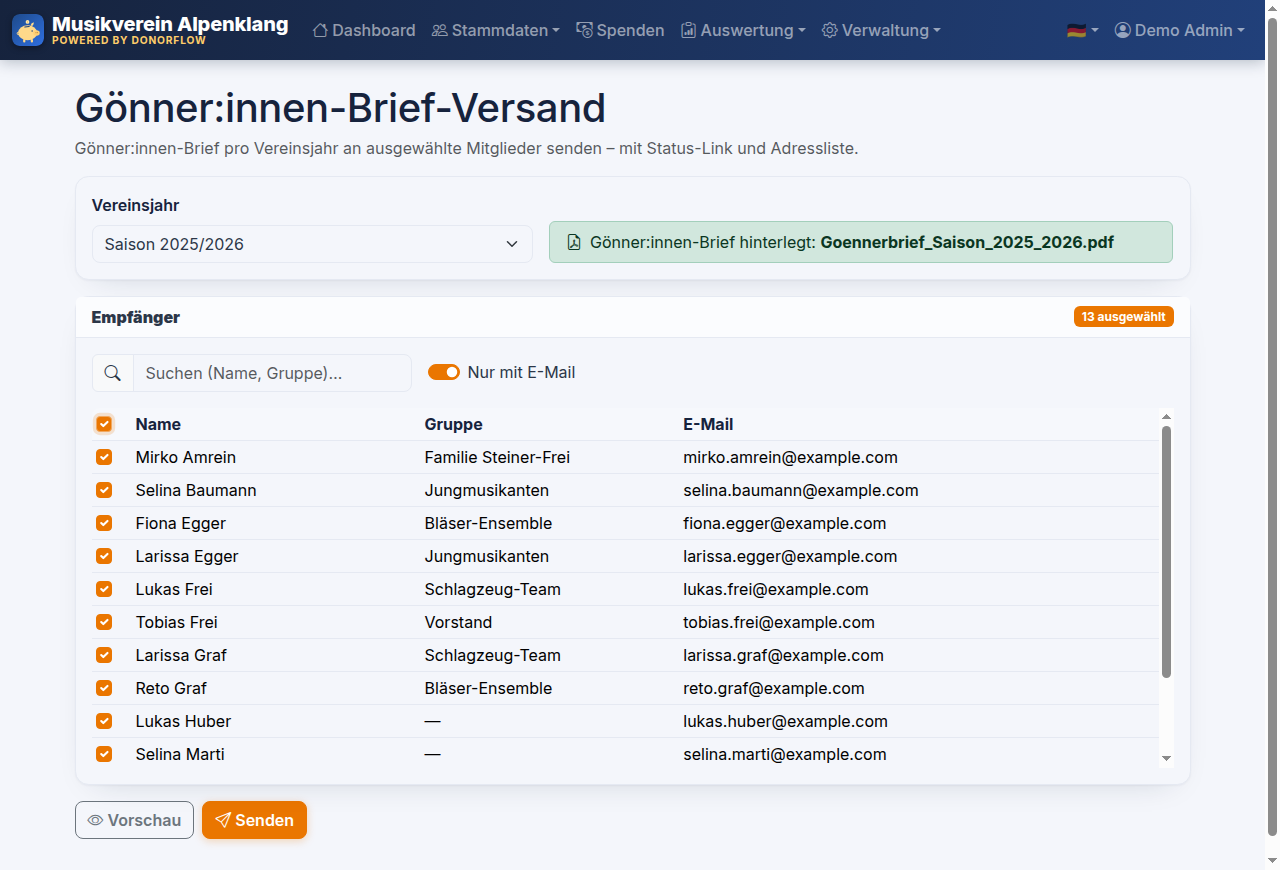 Musikverein Alpenklang
POWERED BY DONORFLOW
Dashboard Stammdaten Spenden Auswertung Verwaltung Demo Admin
Gönner:innen-Brief-Versand
Gönner:innen-Brief pro Vereinsjahr an ausgewählte Mitglieder senden – mit Status-Link und Adressliste.
Vereinsjahr
Saison 2025/2026
Gönner:innen-Brief hinterlegt: Goennerbrief_Saison_2025_2026.pdf
Empfänger 13 ausgewählt
Suchen (Name, Gruppe)... Nur mit E-Mail
Name Gruppe E-Mail
Mirko Amrein Familie Steiner-Frei mirko.amrein@example.com
Selina Baumann Jungmusikanten selina.baumann@example.com
Fiona Egger Bläser-Ensemble fiona.egger@example.com
Larissa Egger Jungmusikanten larissa.egger@example.com
Lukas Frei Schlagzeug-Team lukas.frei@example.com
Tobias Frei Vorstand tobias.frei@example.com
Larissa Graf Schlagzeug-Team larissa.graf@example.com
Reto Graf Bläser-Ensemble reto.graf@example.com
Lukas Huber — lukas.huber@example.com
Selina Marti — selina.marti@example.com
Vorschau Senden